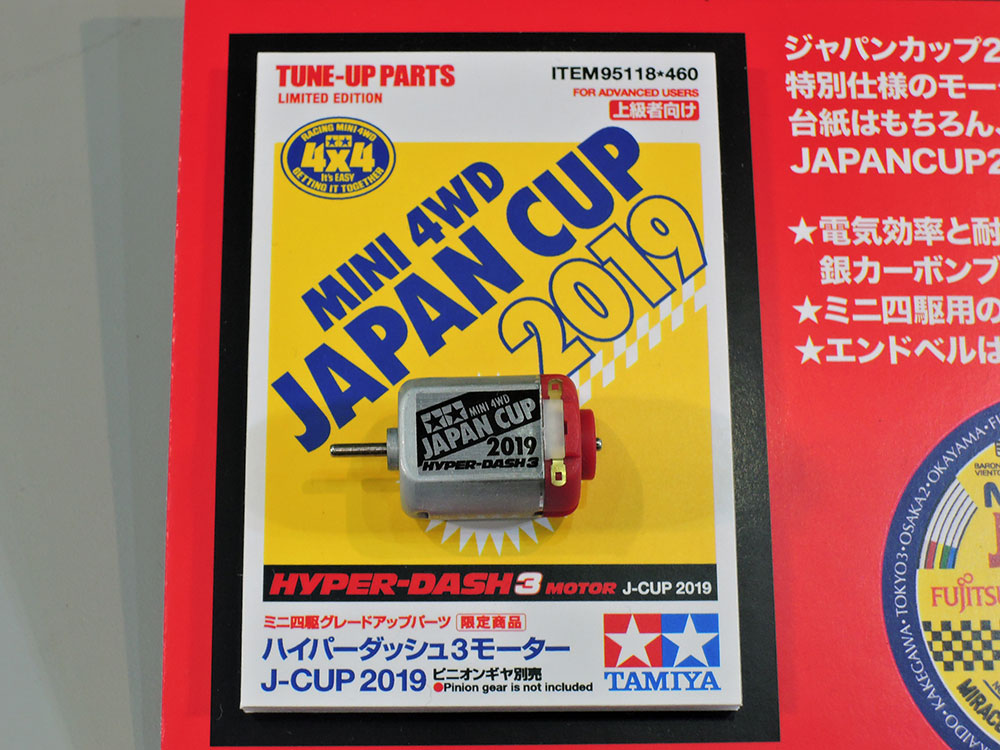 TUNE-UP PARTS
LIMITED EDITION
ITEM 95118★460
FOR ADVANCED USERS
上級者向け
RACING MINI 4WD
4x4
It's EASY
GETTING IT TOGETHER
MINI 4WD
JAPAN CUP
2019
MINI 4WD
JAPAN CUP
2019
HYPER-DASH 3
HYPER-DASH 3 MOTOR J-CUP 2019
ミニ四駆グレードアップパーツ 限定商品
ハイパーダッシュ3モーター
J-CUP 2019 ピニオンギヤ別売
●Pinion gear is not included
TAMIYA
ジャパンカップ2
特別仕様のモー
台紙はもちろん、
JAPANCUP2
★電気効率と耐
銀カーボンブ
★ミニ四駆用の
★エンドベルは
KAKEGAWA・TOKYO3・OSAKA2・OKAYAMA・
FUJITSU